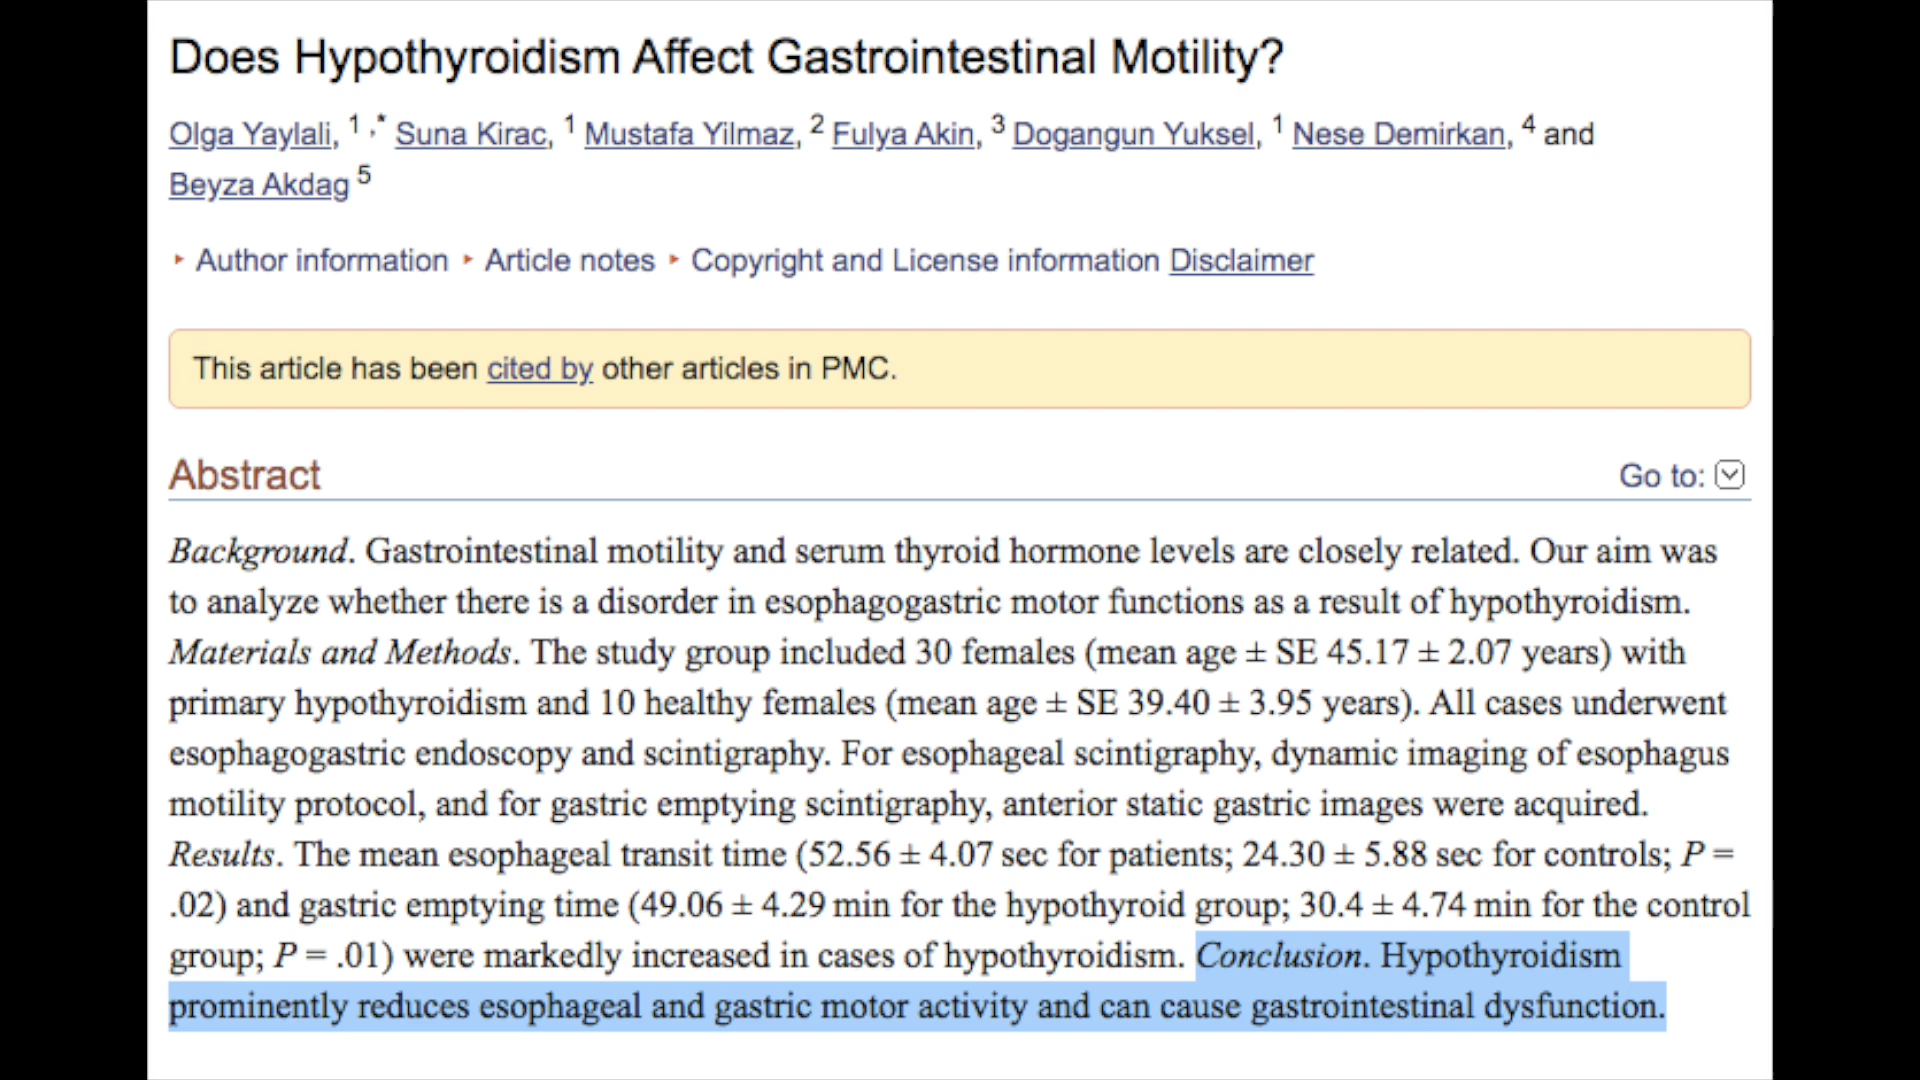 Does Hypothyroidism Affect Gastrointestinal Motility?
Olga Yaylali, 1 ,* Suna Kirac, 1 Mustafa Yilmaz, 2 Fulya Akin, 3 Dogangun Yuksel, 1 Nese Demirkan, 4 and
Beyza Akdag 5
▸ Author information ▸ Article notes ▸ Copyright and License information Disclaimer
This article has been cited by other articles in PMC.
Abstract Go to:
Background. Gastrointestinal motility and serum thyroid hormone levels are closely related. Our aim was
to analyze whether there is a disorder in esophagogastric motor functions as a result of hypothyroidism.
Materials and Methods. The study group included 30 females (mean age ± SE 45.17 ± 2.07 years) with
primary hypothyroidism and 10 healthy females (mean age ± SE 39.40 ± 3.95 years). All cases underwent
esophagogastric endoscopy and scintigraphy. For esophageal scintigraphy, dynamic imaging of esophagus
motility protocol, and for gastric emptying scintigraphy, anterior static gastric images were acquired.
Results. The mean esophageal transit time (52.56 ± 4.07 sec for patients; 24.30 ± 5.88 sec for controls; P =
.02) and gastric emptying time (49.06 ± 4.29 min for the hypothyroid group; 30.4 ± 4.74 min for the control
group; P = .01) were markedly increased in cases of hypothyroidism. Conclusion. Hypothyroidism
prominently reduces esophageal and gastric motor activity and can cause gastrointestinal dysfunction.